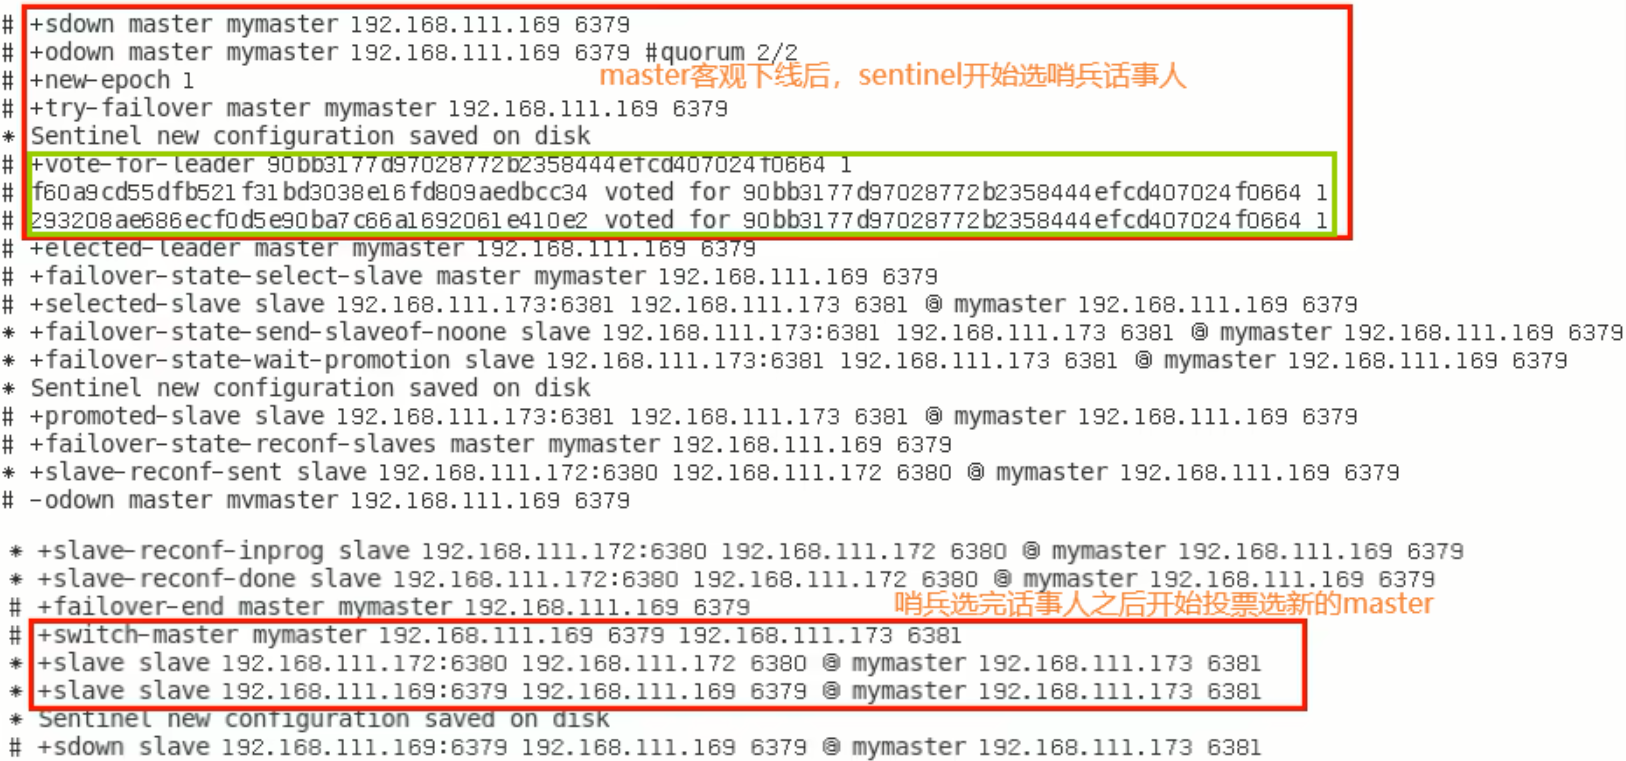 # +sdown master mymaster 192.168.111.169 6379
# +odown master mymaster 192.168.111.169 6379 #quorum 2/2
# +new-epoch 1
master客观下线后，sentinel开始选哨兵话事人
# +try-failover master mymaster 192.168.111.169 6379
* Sentinel new configuration saved on disk
# +vote-for-leader 90bb3177d97028772b2358444efcd407024f0664 1
# f60a9cd55dfb521f31bd3038e16fd809aedbcc34 voted for 90bb3177d97028772b2358444efcd407024f0664 1
# 293208ae686ecf0d5e90ba7c66a1692061e410e2 voted for 90bb3177d97028772b2358444efcd407024f0664 1
# +elected-leader master mymaster 192.168.111.169 6379
# +failover-state-select-slave master mymaster 192.168.111.169 6379
# +selected-slave slave 192.168.111.173:6381 192.168.111.173 6381 @ mymaster 192.168.111.169 6379
* +failover-state-send-slaveof-noone slave 192.168.111.173:6381 192.168.111.173 6381 @ mymaster 192.168.111.169 6379
* +failover-state-wait-promotion slave 192.168.111.173:6381 192.168.111.173 6381 @ mymaster 192.168.111.169 6379
* Sentinel new configuration saved on disk
# +promoted-slave slave 192.168.111.173:6381 192.168.111.173 6381 @ mymaster 192.168.111.169 6379
# +failover-state-reconf-slaves master mymaster 192.168.111.169 6379
* +slave-reconf-sent slave 192.168.111.172:6380 192.168.111.172 6380 @ mymaster 192.168.111.169 6379
# -odown master mymaster 192.168.111.169 6379
* +slave-reconf-inprog slave 192.168.111.172:6380 192.168.111.172 6380 @ mymaster 192.168.111.169 6379
* +slave-reconf-done slave 192.168.111.172:6380 192.168.111.172 6380 @ mymaster 192.168.111.169 6379
# +failover-end master mymaster 192.168.111.169 6379
哨兵选完话事人之后开始投票选新的master
# +switch-master mymaster 192.168.111.169 6379 192.168.111.173 6381
* +slave slave 192.168.111.172:6380 192.168.111.172 6380 @ mymaster 192.168.111.173 6381
* +slave slave 192.168.111.169:6379 192.168.111.169 6379 @ mymaster 192.168.111.173 6381
* Sentinel new configuration saved on disk
# +sdown slave 192.168.111.169:6379 192.168.111.169 6379 @ mymaster 192.168.111.173 6381